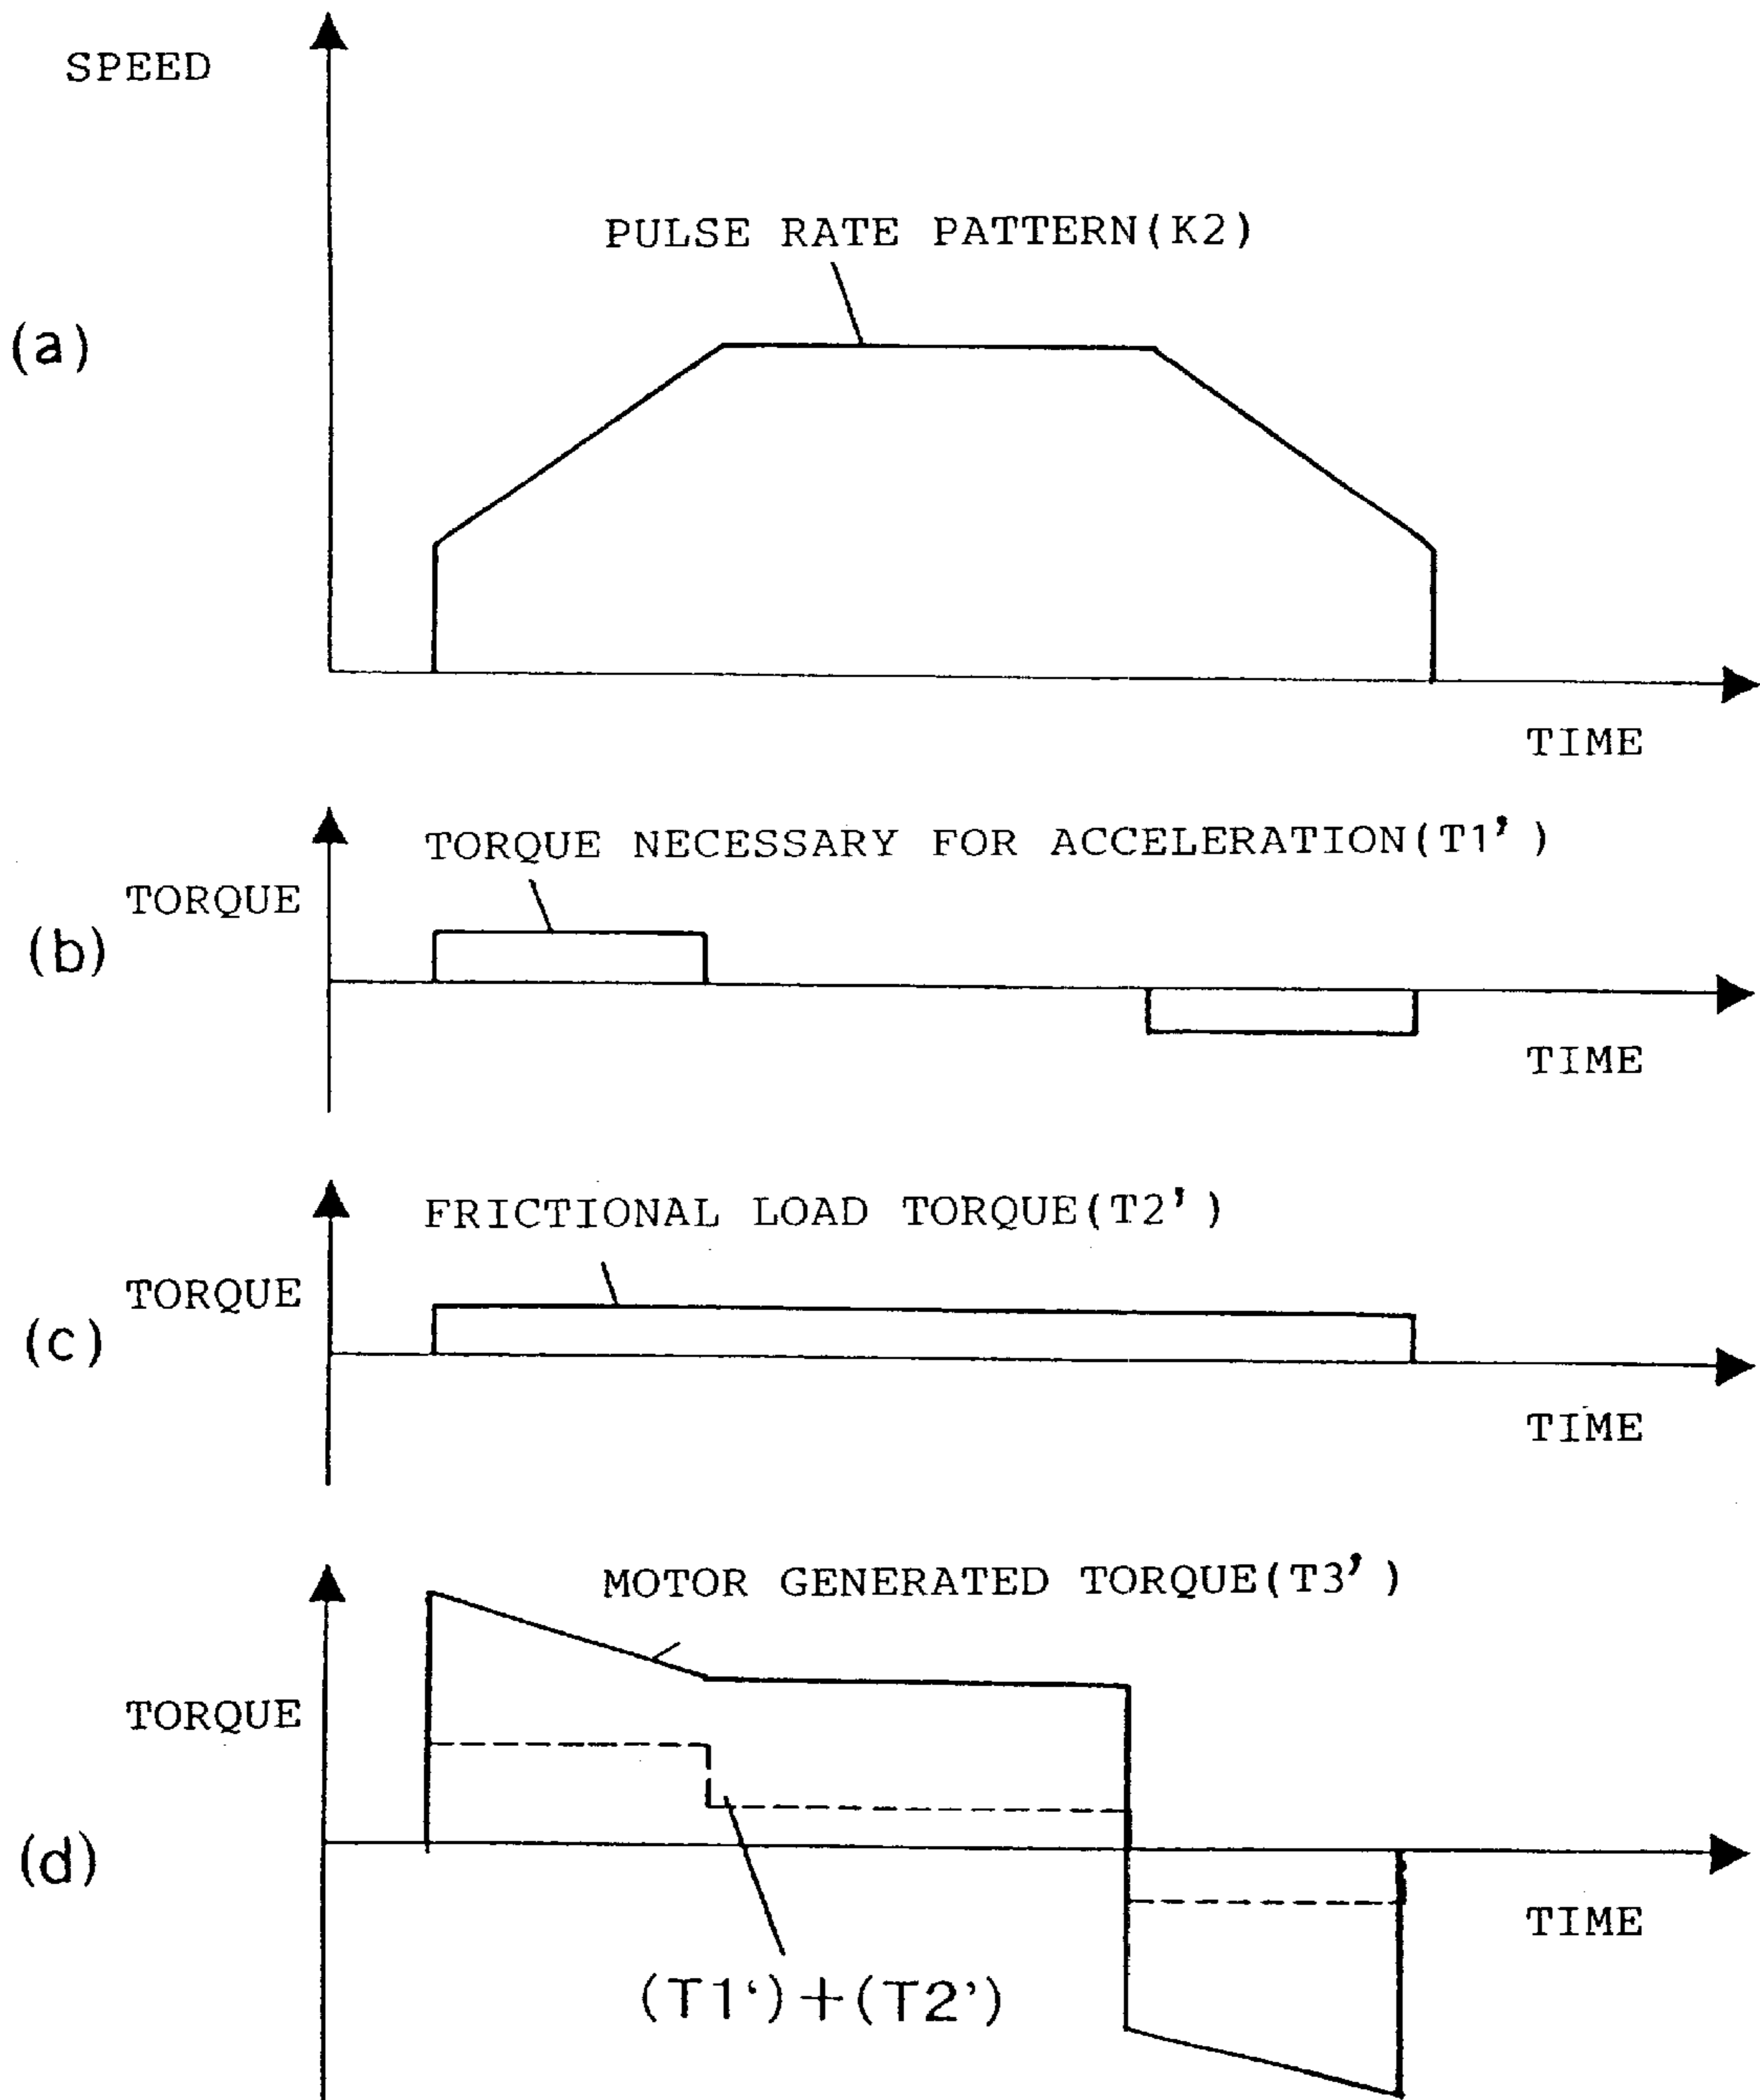 SPEED
PULSE RATE PATTERN(K2)
(a)
TIME
TORQUE NECESSARY FOR ACCELERATION(T1')
TORQUE
(b)
TIME
FRICTIONAL LOAD TORQUE(T2')
TORQUE
(c)
TIME
MOTOR GENERATED TORQUE(T3')
TORQUE
(d)
TIME
(T1‘)+(T2’)